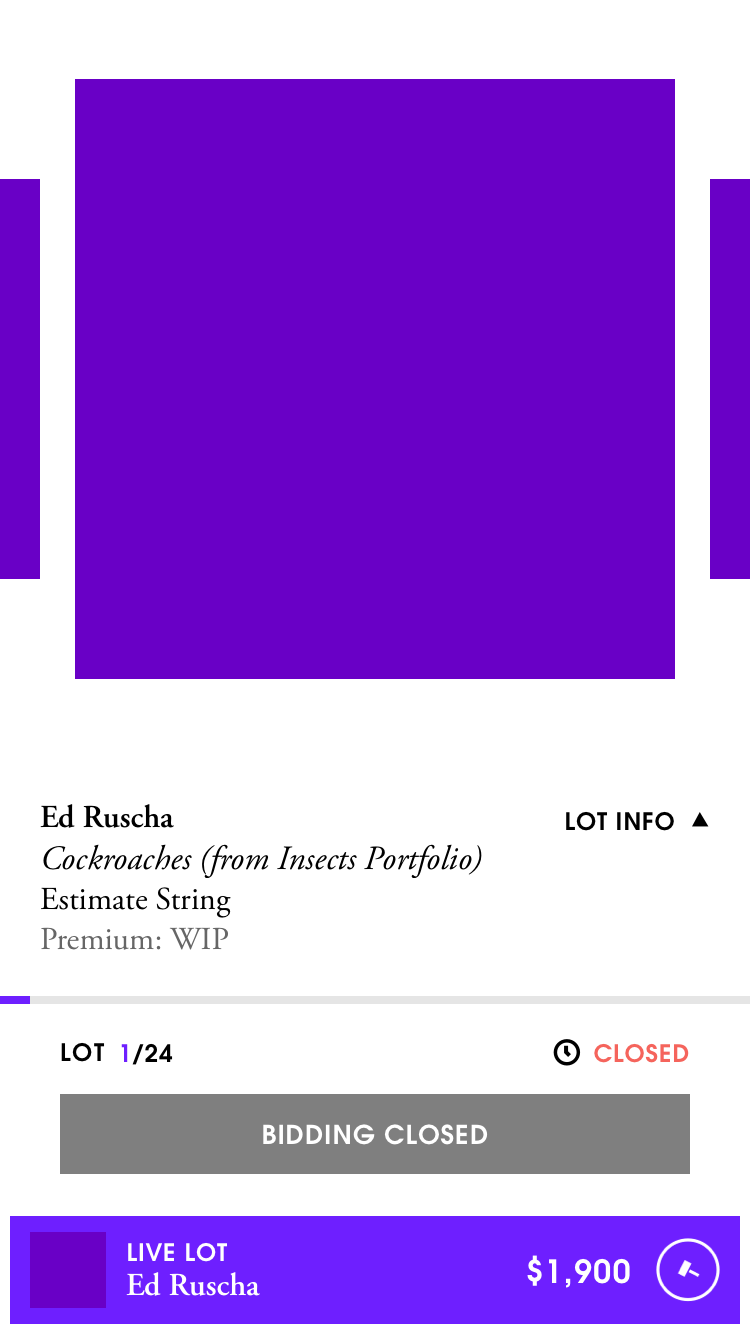 Ed Ruscha
LOT INFO ▲
Cockroaches (from Insects Portfolio)
Estimate String
Premium: WIP
LOT 1/24
CLOSED
BIDDING CLOSED
LIVE LOT
Ed Ruscha
$1,900